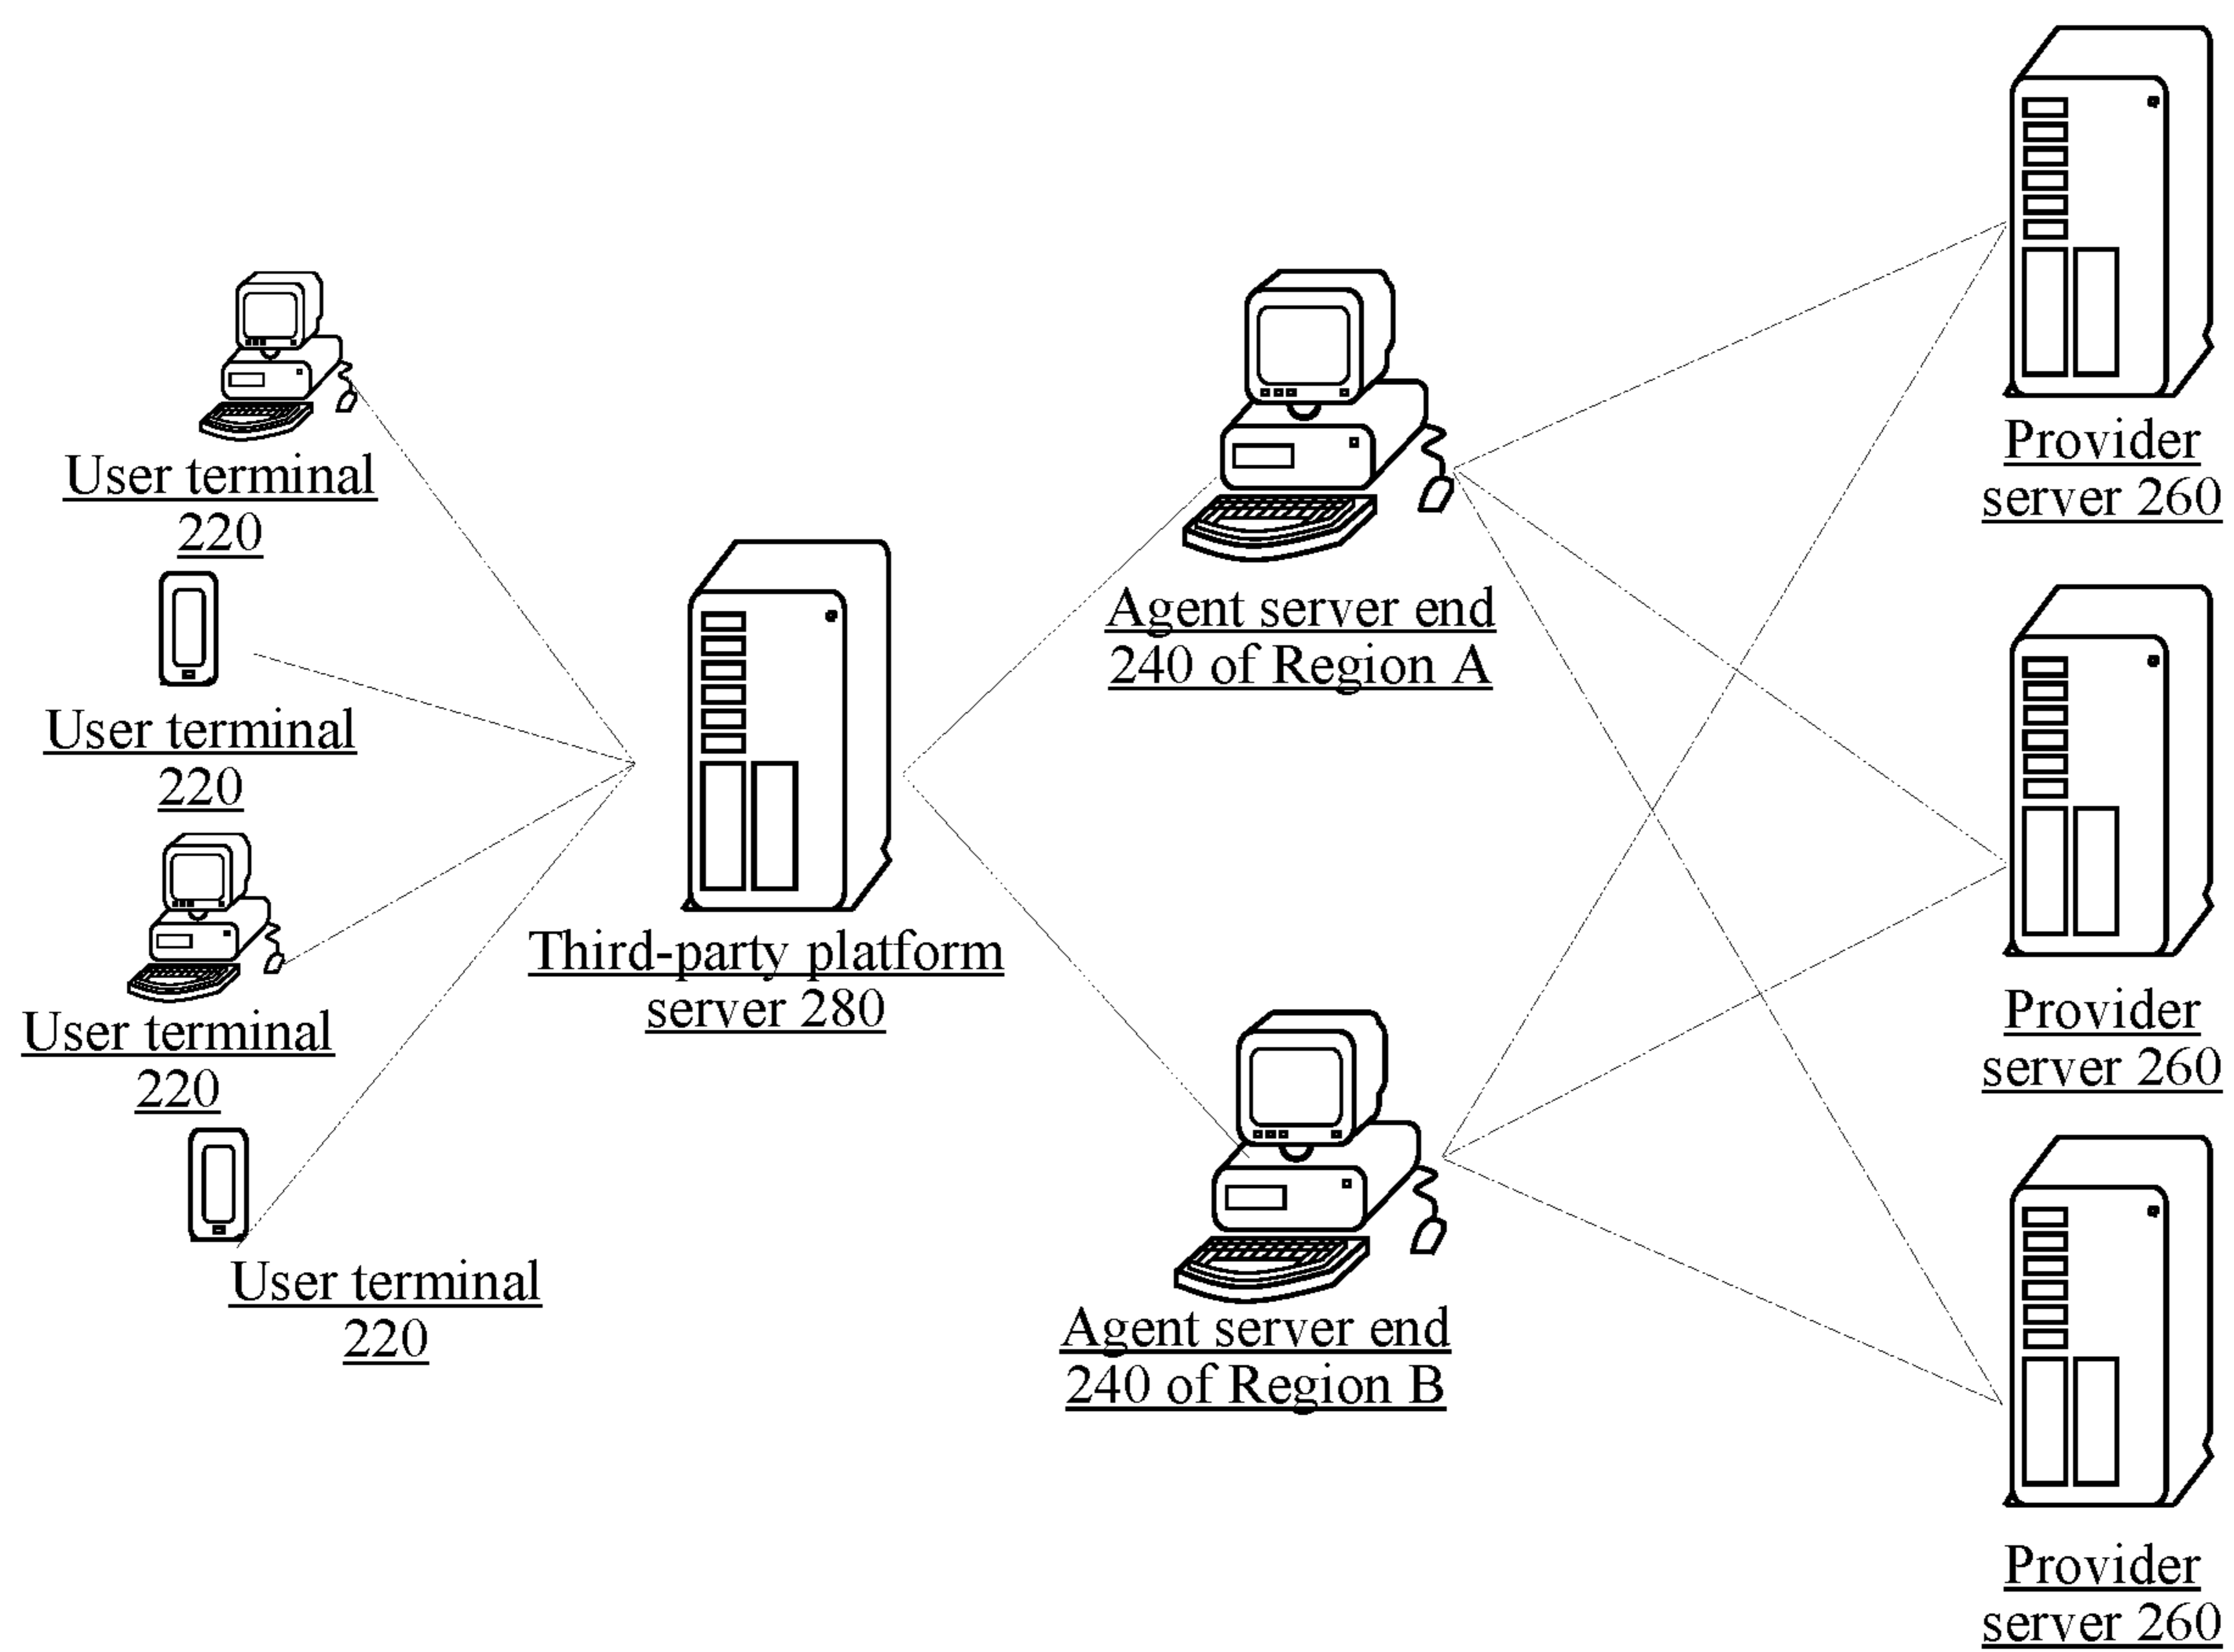 User terminal
220
User terminal
220
User terminal
220
User terminal
220
Third-party platform
server 280
Agent server end
240 of Region A
Agent server end
240 of Region B
Provider
server 260
Provider
server 260
Provider
server 260